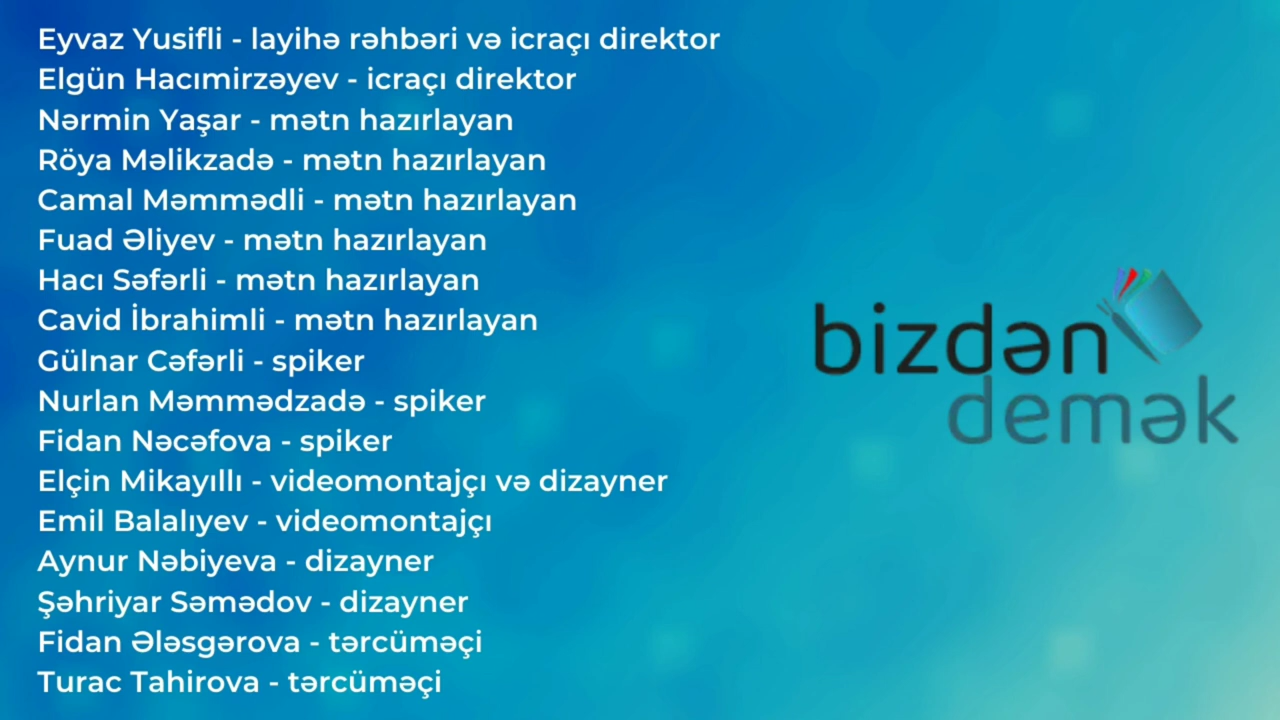 Eyvaz Yusifli - layihə rəhbəri və icraçı direktor
Elgün Hacımirzəyev - icraçı direktor
Nərmin Yaşar - mətn hazırlayan
Röya Məlikzadə - mətn hazırlayan
Camal Məmmədli - mətn hazırlayan
Fuad Əliyev - mətn hazırlayan
Hacı Səfərli - mətn hazırlayan
Cavid İbrahimli - mətn hazırlayan
Gülnar Cəfərli - spiker
Nurlan Məmmədzadə - spiker
Fidan Nəcəfova - spiker
Elçin Mikayıllı - videomontajçı və dizayner
Emil Balalıyev - videomontajçı
Aynur Nəbiyeva - dizayner
Şəhriyar Səmədov - dizayner
Fidan Ələsgərova - tərcüməçi
Turac Tahirova - tərcüməçi
bizdən
demək